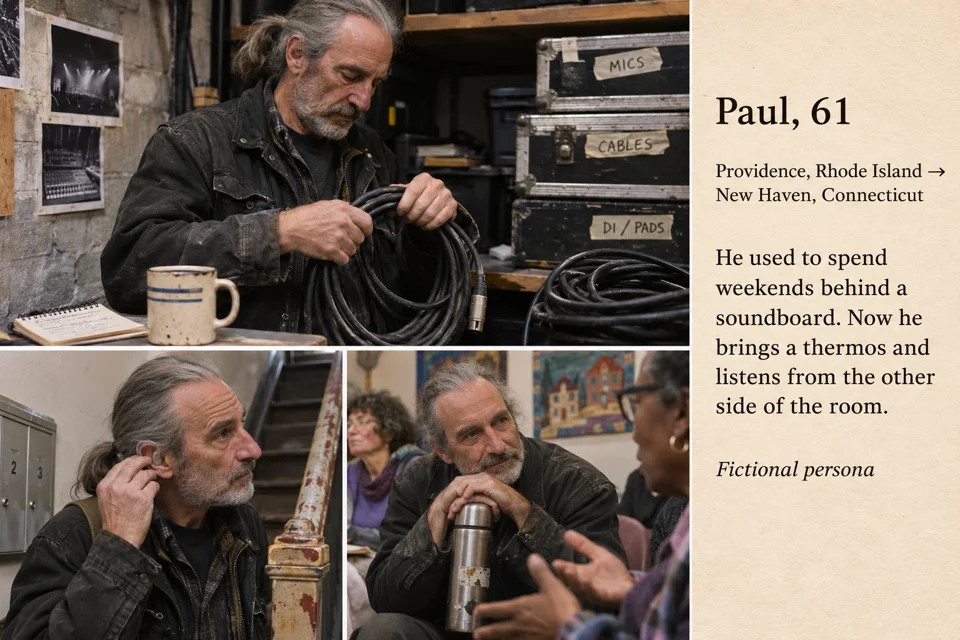 MICS
CABLES
DI / PADS
2
3
Paul, 61
Providence, Rhode Island →
New Haven, Connecticut
He used to spend
weekends behind a
soundboard. Now he
brings a thermos and
listens from the other
side of the room.
Fictional persona